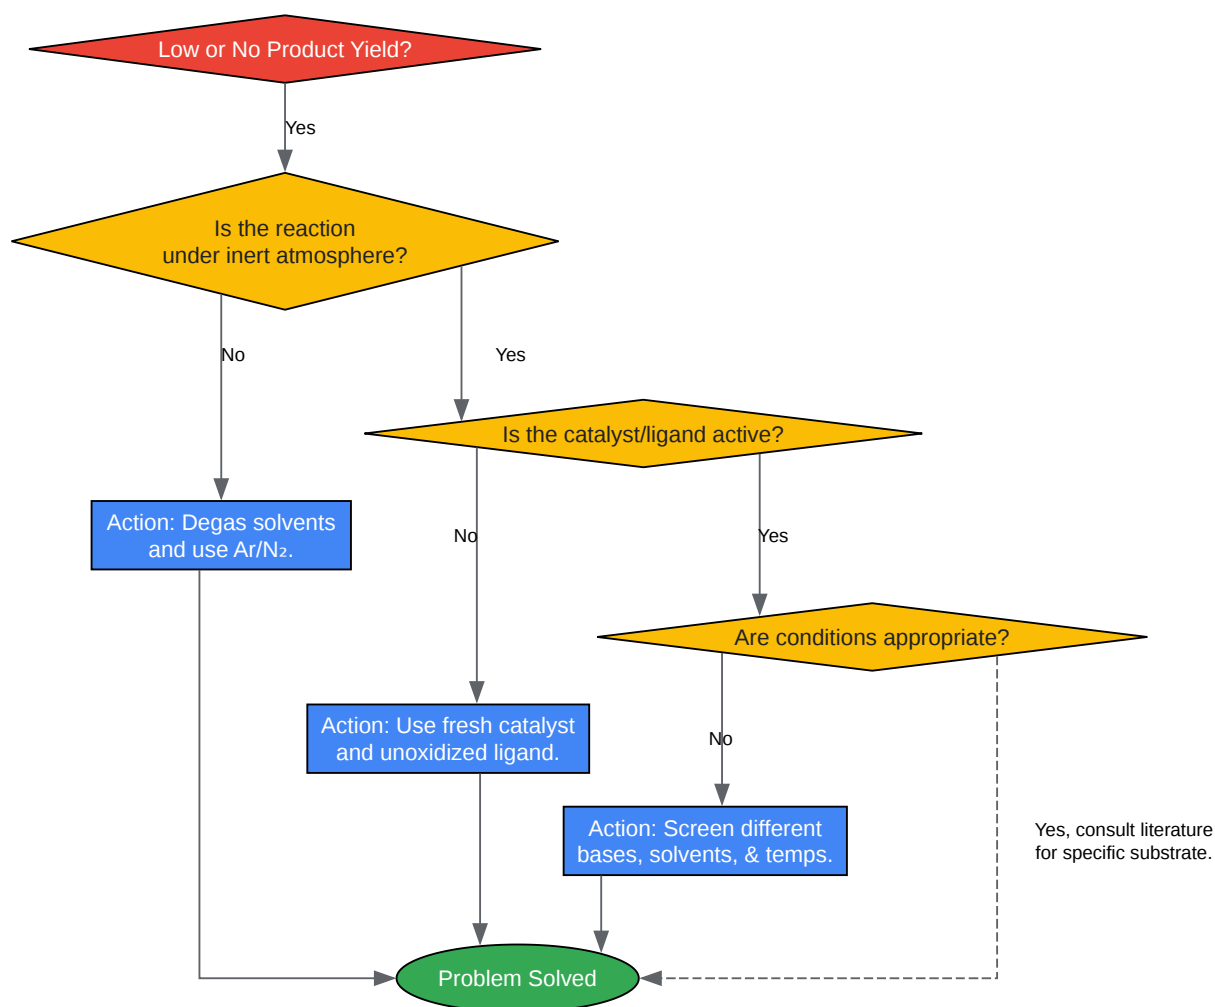 Low or No Product Yield?
Yes
Is the reaction
under inert atmosphere?
No
Yes
Is the catalyst/ligand active?
Action: Degas solvents
and use Ar/N₂.
No
Yes
Are conditions appropriate?
Action: Use fresh catalyst
and unoxidized ligand.
No
Action: Screen different
bases, solvents, & temps.
Yes, consult literature
for specific substrate.
Problem Solved